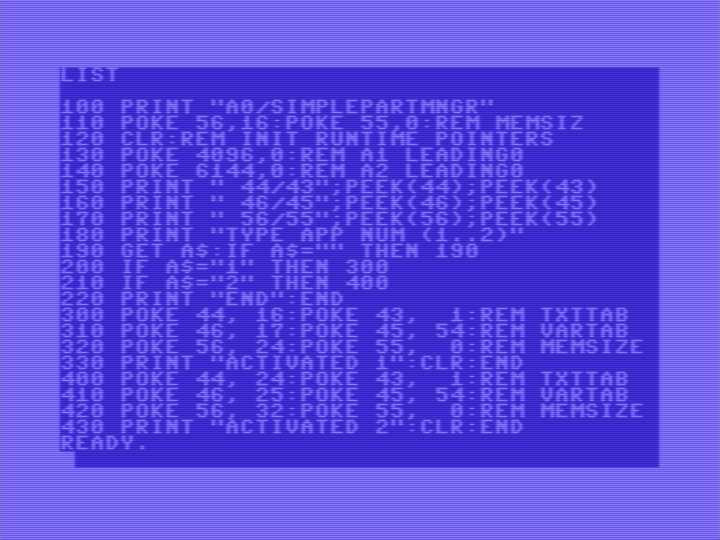 LIST
100 PRINT "A0/SIMPLEPARTMNGR"
110 POKE 56,16:POKE 55,0:REM MEMSIZ
120 CLR:REM INIT RUNTIME POINTERS
130 POKE 4096,0:REM A1 LEADING0
140 POKE 6144,0:REM A2 LEADING0
150 PRINT " 44/43";PEEK(44);PEEK(43)
160 PRINT " 46/45";PEEK(46);PEEK(45)
170 PRINT " 56/55";PEEK(56);PEEK(55)
180 PRINT "TYPE APP NUM (1..2)"
190 GET A$:IF A$="" THEN 190
200 IF A$="1" THEN 300
210 IF A$="2" THEN 400
220 PRINT "END":END
300 POKE 44, 16:POKE 43,  1:REM TXTTAB
310 POKE 46, 17:POKE 45, 54:REM VARTAB
320 POKE 56, 24:POKE 55,  0:REM MEMSIZE
330 PRINT "ACTIVATED 1":CLR:END
400 POKE 44, 24:POKE 43,  1:REM TXTTAB
410 POKE 46, 25:POKE 45, 54:REM VARTAB
420 POKE 56, 32:POKE 55,  0:REM MEMSIZE
430 PRINT "ACTIVATED 2":CLR:END
READY.